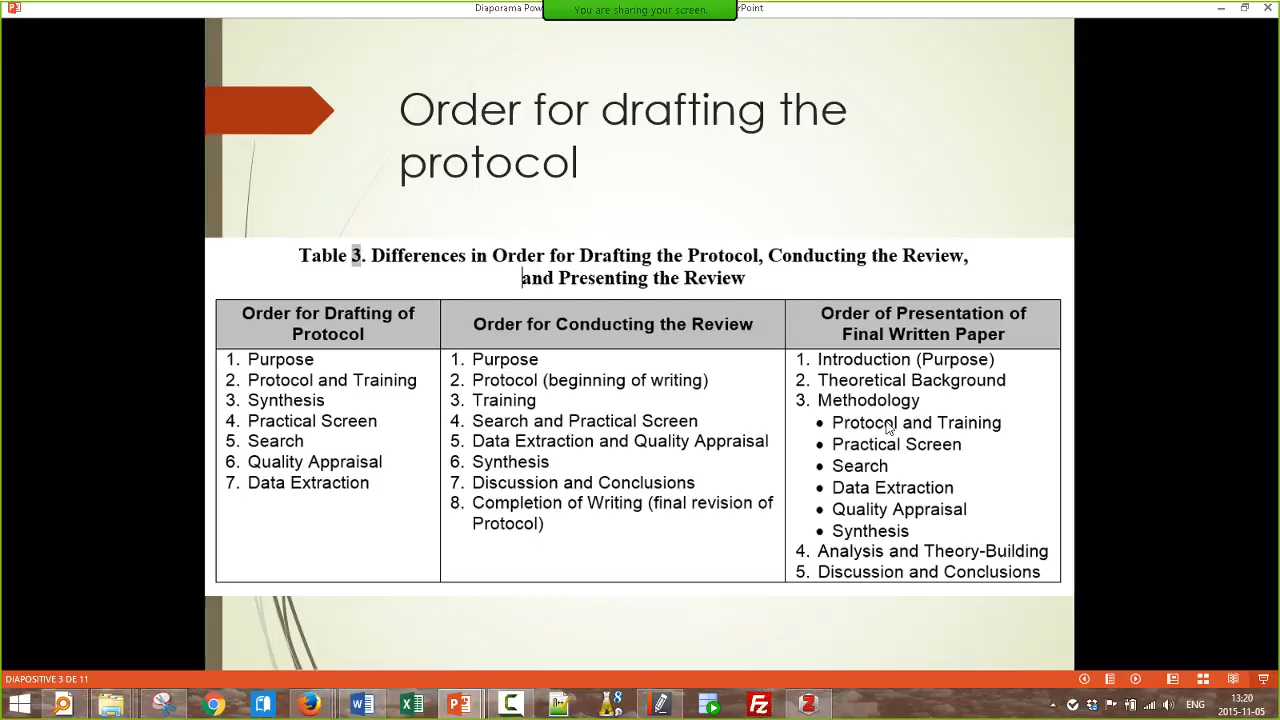 Diaporama Pow
You are sharing your screen.
Point
Order for drafting the
protocol
Table 3. Differences in Order for Drafting the Protocol, Conducting the Review,
and Presenting the Review
Order for Drafting of
Protocol
1. Purpose
2. Protocol and Training
3. Synthesis
4. Practical Screen
5. Search
6. Quality Appraisal
7. Data Extraction
Order for Conducting the Review
1. Purpose
2. Protocol (beginning of writing)
3. Training
4. Search and Practical Screen
5. Data Extraction and Quality Appraisal
6. Synthesis
7. Discussion and Conclusions
8. Completion of Writing (final revision of
Protocol)
Order of Presentation of
Final Written Paper
1. Introduction (Purpose)
2. Theoretical Background
3. Methodology
• Protocol and Training
• Practical Screen
• Search
• Data Extraction
• Quality Appraisal
• Synthesis
4. Analysis and Theory-Building
5. Discussion and Conclusions
DIAPOSITIVE 3 DE 11
ENG
13:20
2015-11-05